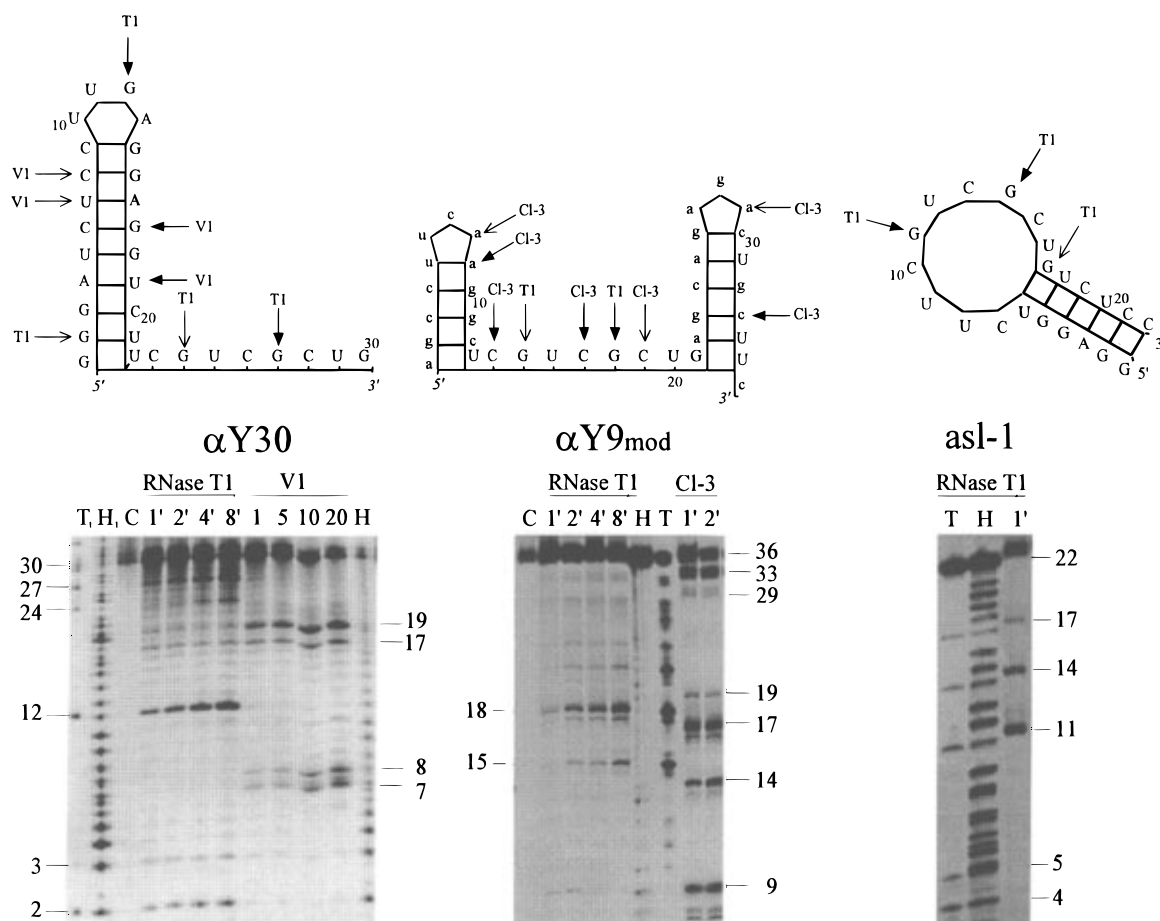 T1
U G
10 U A
C G
V1 C G
V1 U A
C G V1
U G
A U V1
G C 20
T1 G U
G U C G U C G C U G 30
T1 T1
5' 3'
c
u a Cl-3
u a Cl-3
c g
c g
g g
a c U C G U C G C U G
10 Cl-3 T1 Cl-3 T1 Cl-3
20
g
a a Cl-3
g c 30
a U
c g
c c Cl-3
g U
a U
c
3'
T1
T1
T1
G G A G G U C U U C 10 G U C G C U G U C U 20 C C
5' 3
αY30
RNase T1 V1
T1 H1 C 1' 2' 4' 8' 1 5 10 20 H
30
27
24
12
3
2
19
17
8
7
αY9mod
RNase T1 Cl-3
C 1' 2' 4' 8' H T 1' 2'
18
15
36
33
29
19
17
14
9
asl-1
RNase T1
T H 1'
22
17
14
11
5
4